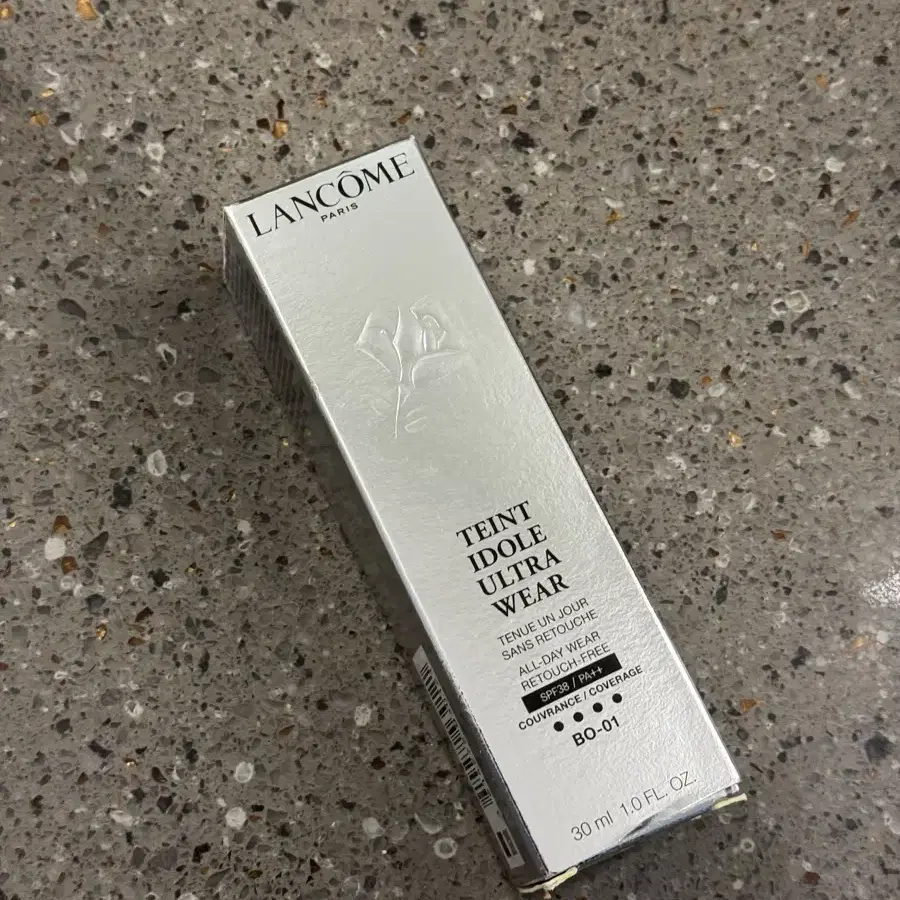 LANCÔME
PARIS
TEINT
IDOLE
ULTRA
WEAR
TENUE UN JOUR
SANS RETOUCHE
ALL-DAY WEAR
RETOUCH-FREE
SPF38 / PA++
COUVRANCE / COVERAGE
BO-01
30 ml 1.0 FL. OZ.